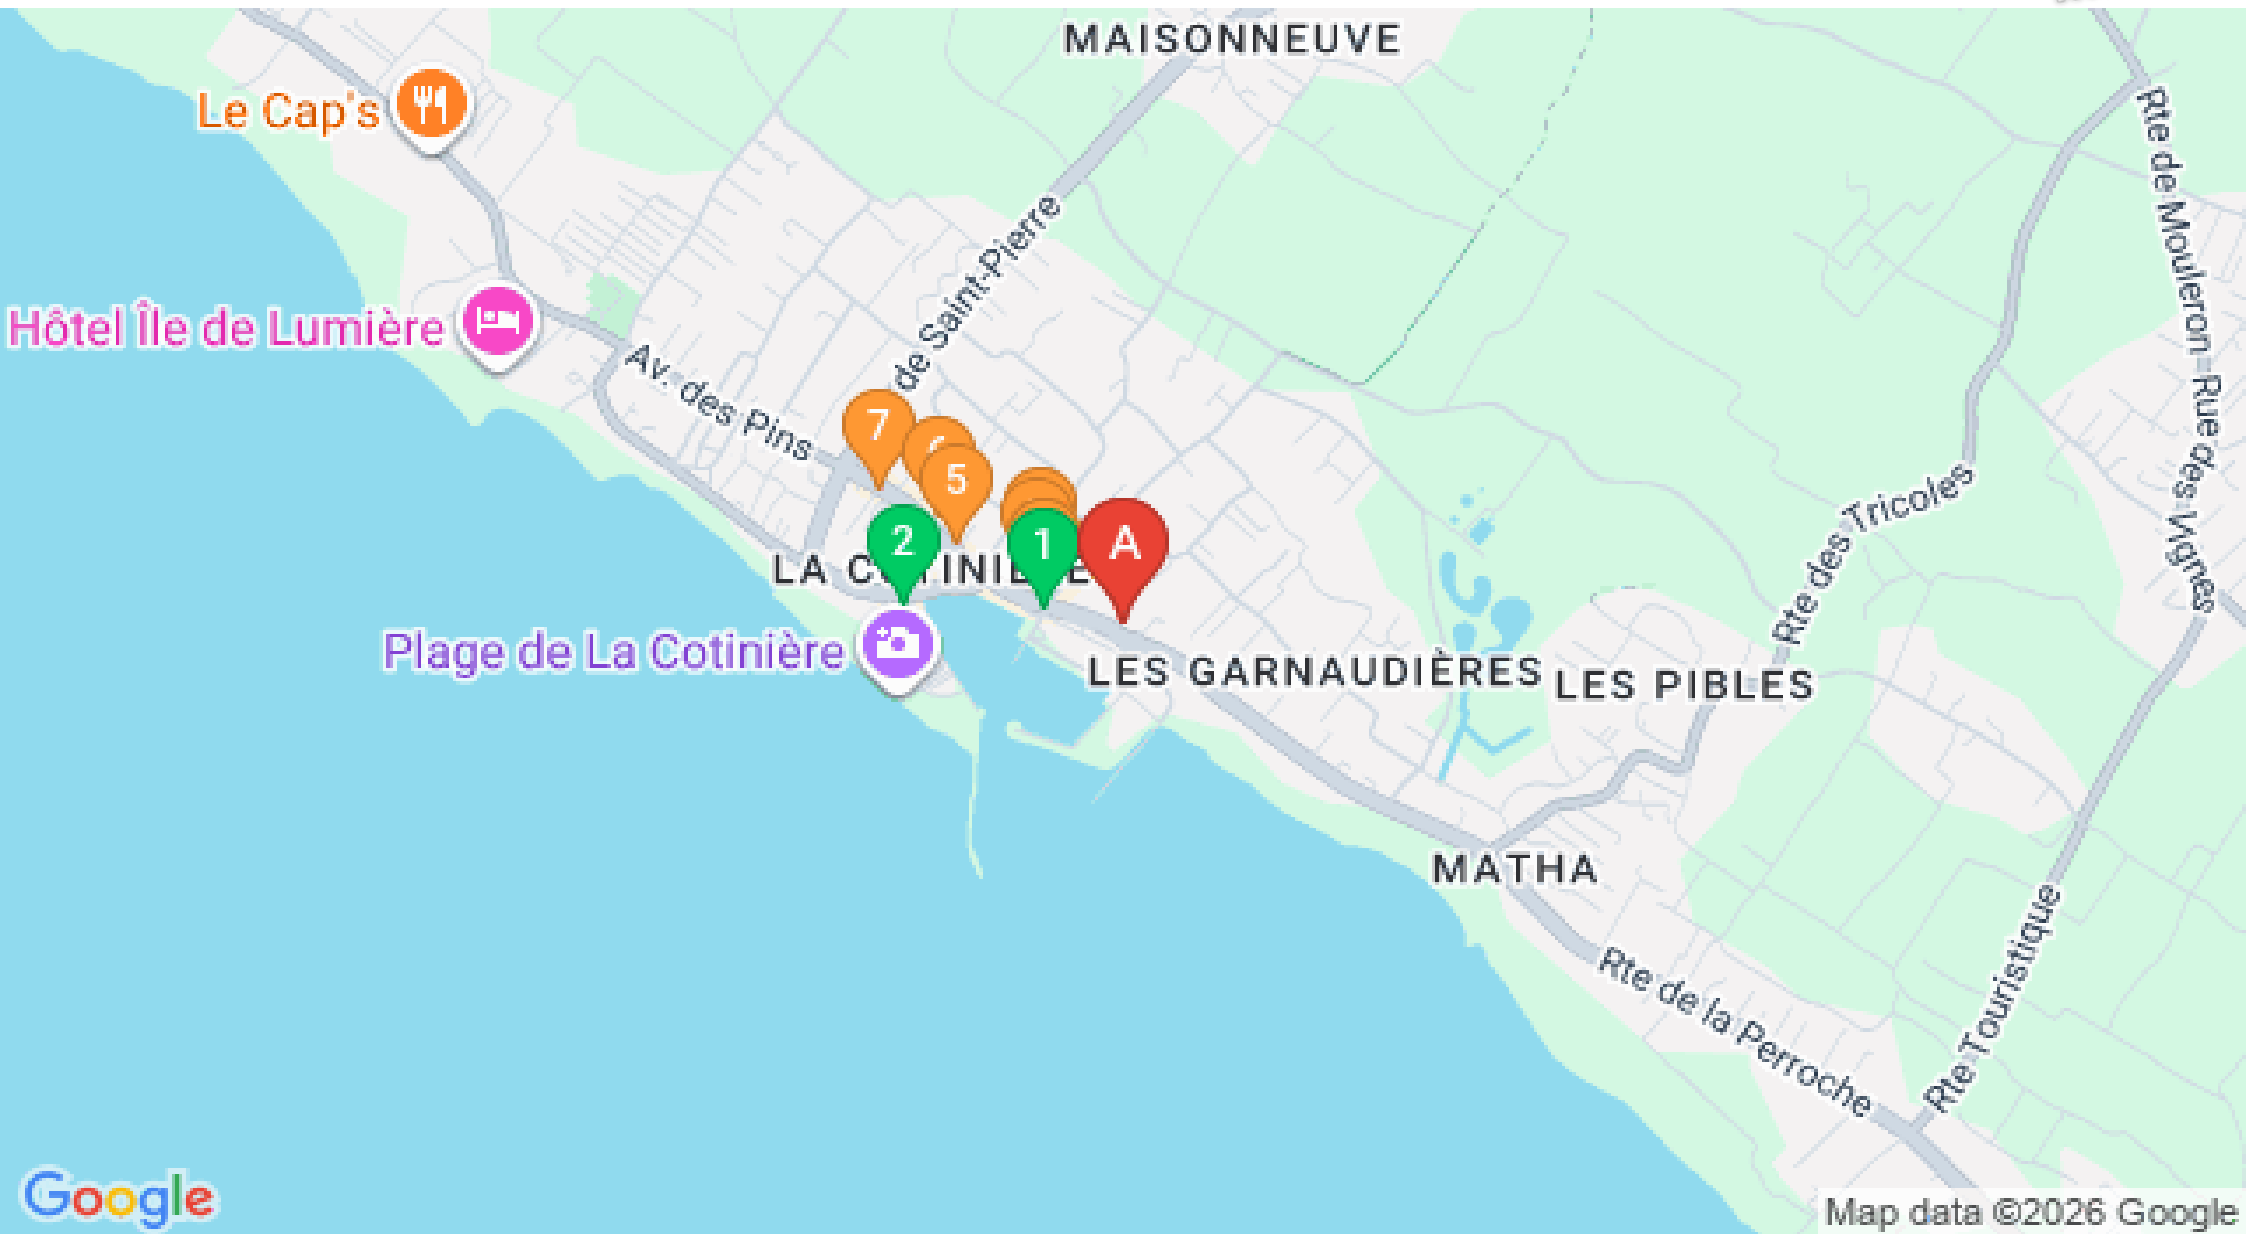 MAISONNEUVE
Le Cap's
Rte de Mouleron-Rue des Vignes
Hôtel Île de Lumière
de Saint-Pierre
Av. des Pins
7
5
2
1
A
LA COTINIÈRE
Rte des Tricoles
Plage de La Cotinière
LES GARNAUDIÈRES
LES PIBLES
MATHA
Rte de la Perroche
Rte Touristique
Google
Map data ©2026 Google